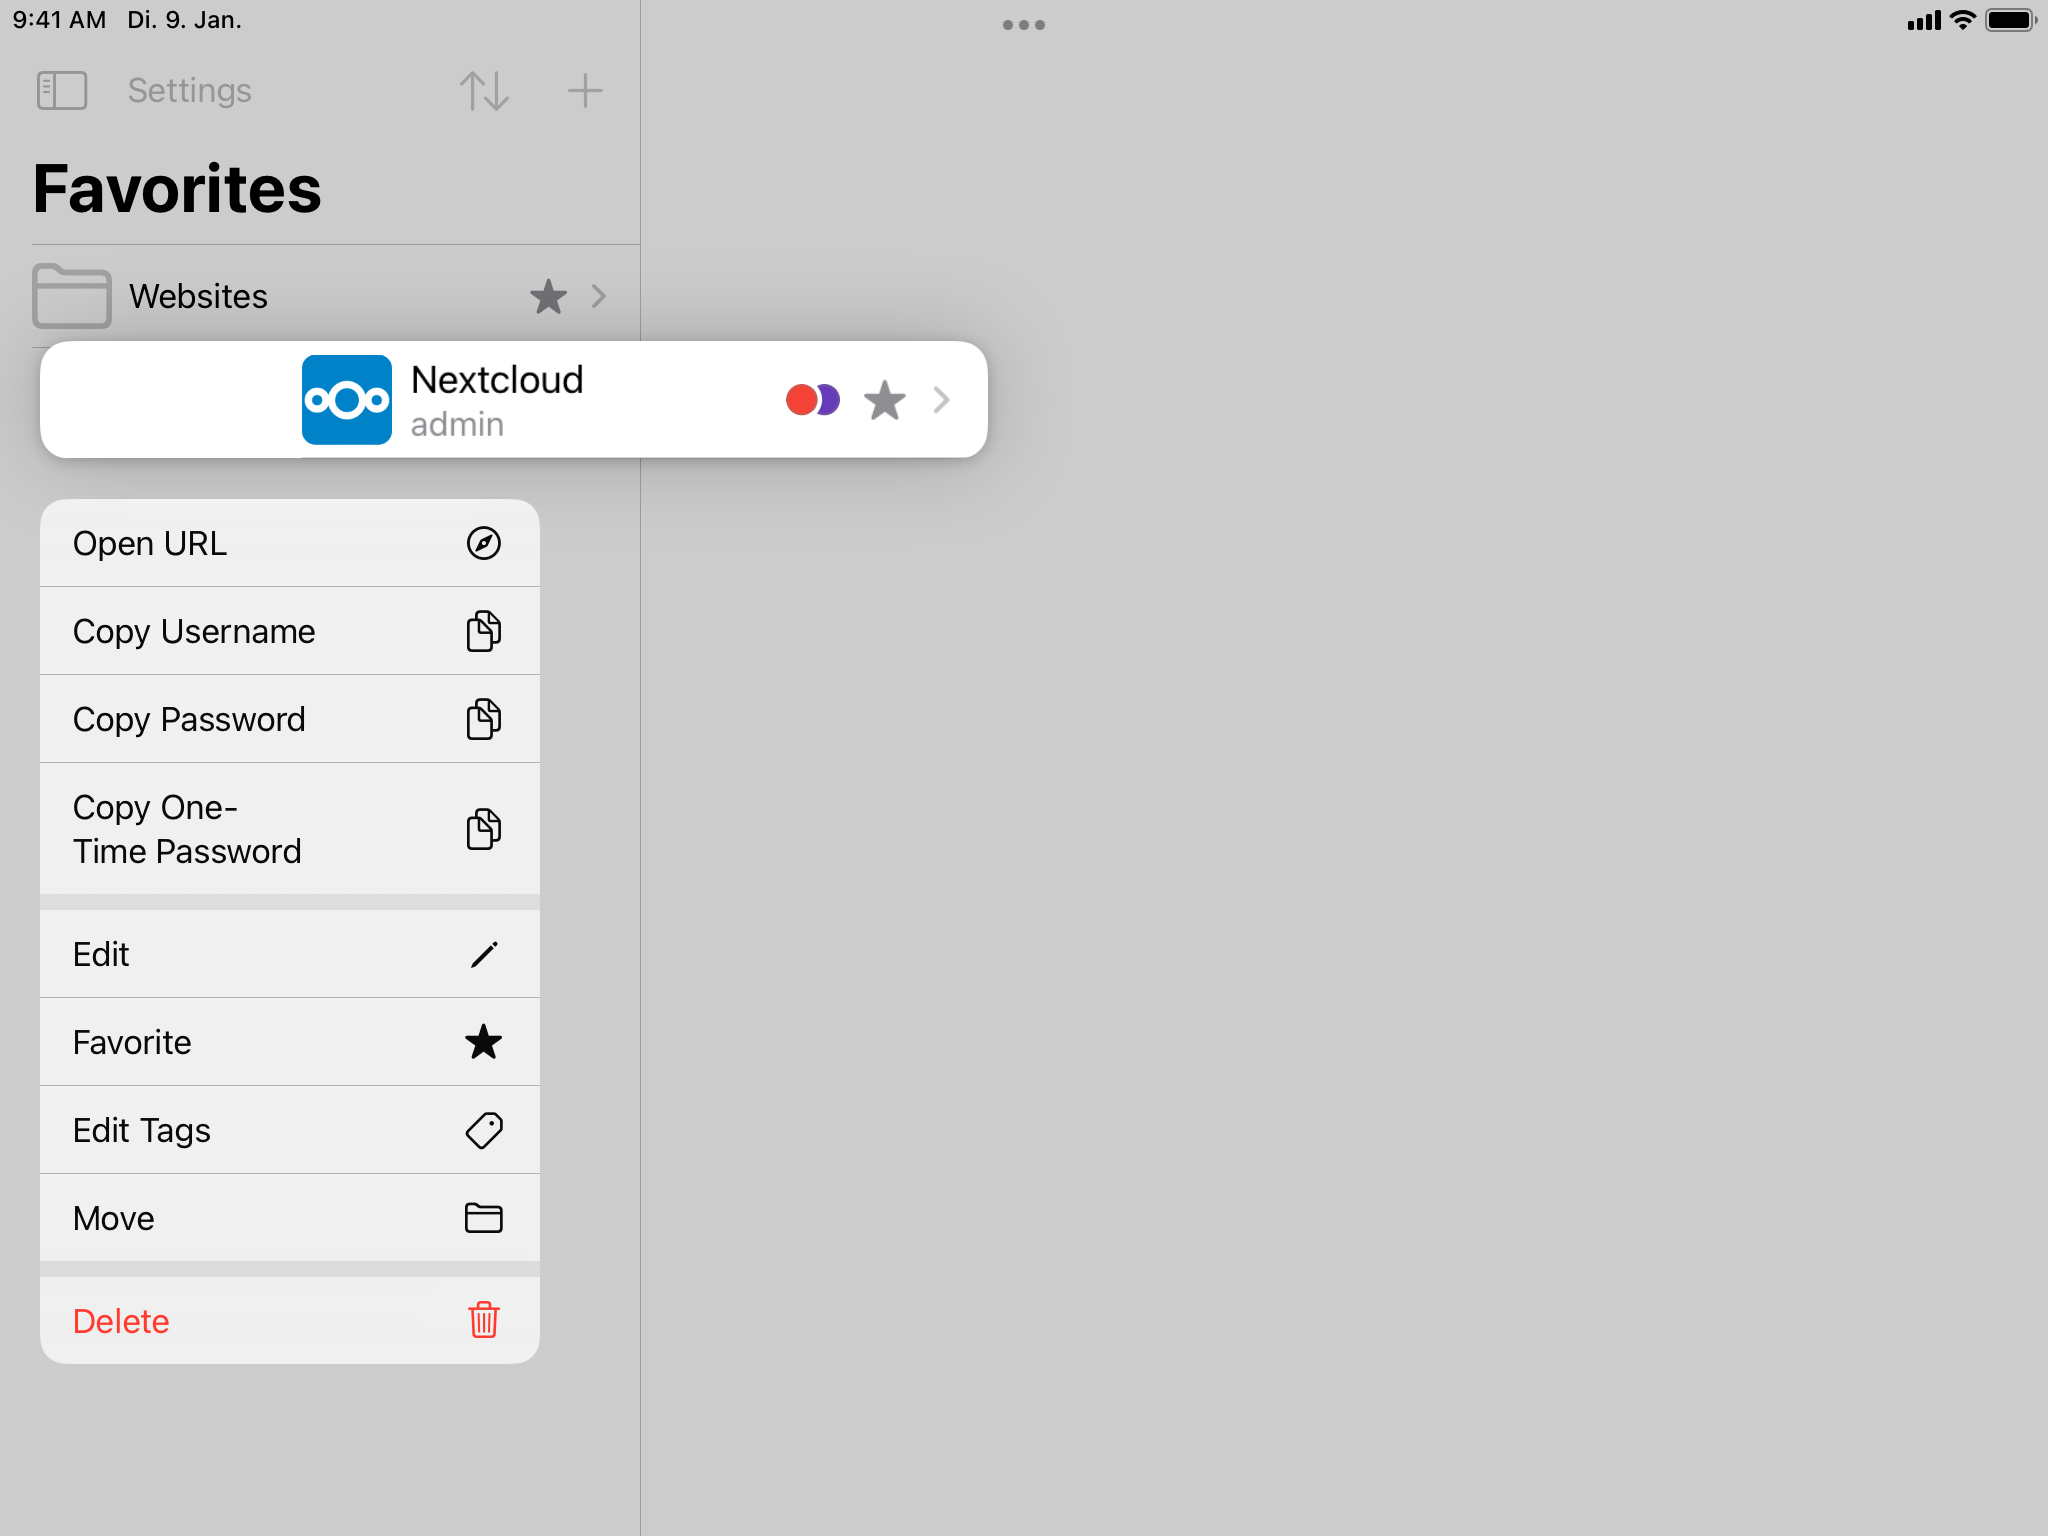 9:41 AM Di. 9. Jan.
Settings
Favorites
Websites
Nextcloud
admin
Open URL
Copy Username
Copy Password
Copy One-
Time Password
Edit
Favorite
Edit Tags
Move
Delete